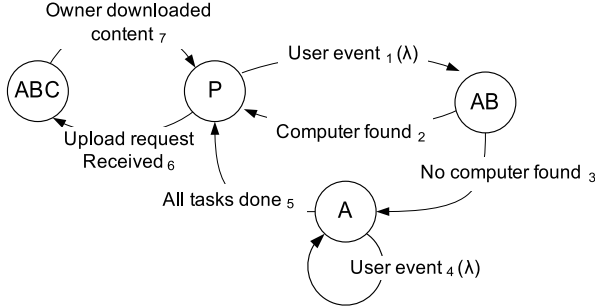 Owner downloaded
content 7
User event 1 (λ)
ABC
P
AB
Computer found 2
Upload request
Received 6
No computer found 3
All tasks done 5
A
User event 4 (λ)